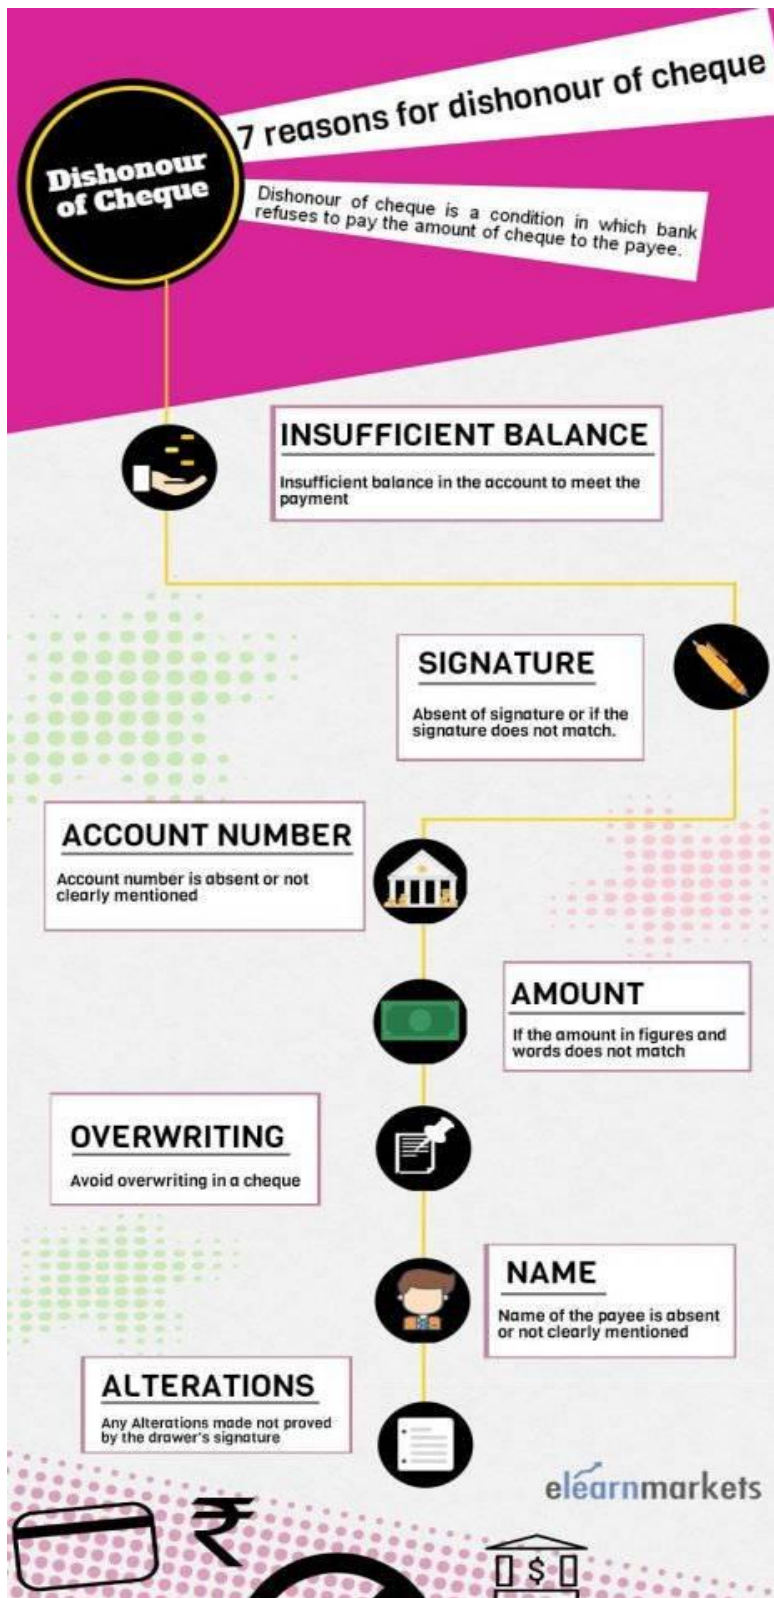 Dishonour
of Cheque
7 reasons for dishonour of cheque
Dishonour of cheque is a condition in which bank
refuses to pay the amount of cheque to the payee.
INSUFFICIENT BALANCE
Insufficient balance in the account to meet the
payment
SIGNATURE
Absent of signature or if the
signature does not match.
ACCOUNT NUMBER
Account number is absent or not
clearly mentioned
AMOUNT
If the amount in figures and
words does not match
OVERWRITING
Avoid overwriting in a cheque
NAME
Name of the payee is absent
or not clearly mentioned
ALTERATIONS
Any Alterations made not proved
by the drawer's signature
elearnmarkets
₹
$